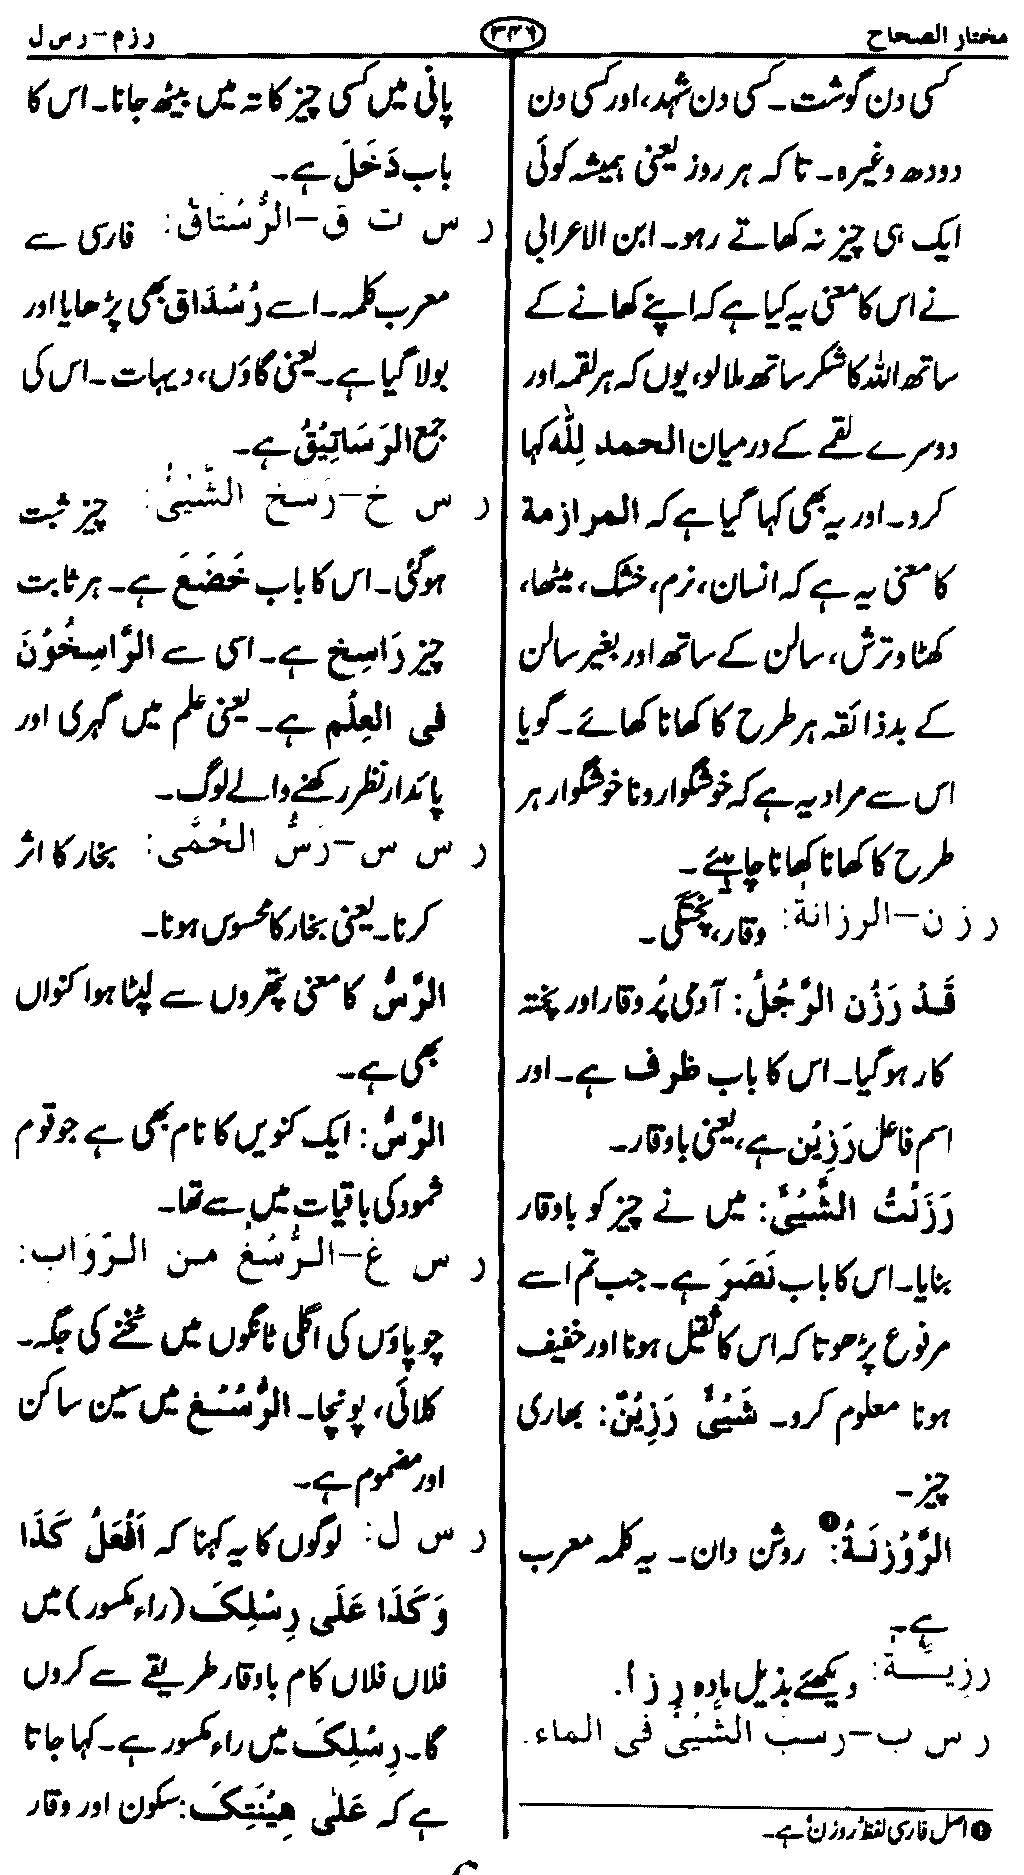 مختار الصحاح
۳۴۶
رزم–رس ل
کسی دن گوشت۔ کسی دن شہد، اور کسی دن
دودھ وغیرہ۔ تاکہ ہر روز یعنی ہمیشہ کوئی
ایک ہی چیز نہ کھاتے رہو۔ ابن الاعرابی
نے اس کا معنی یہ کیا ہے کہ اپنے کھانے کے
ساتھ اللہ کا شکر ساتھ ملا لو، یوں کہ ہر لقمہ اور
دوسرے لقمے کے درمیان الحمد لِلّٰہ کہا
کرو۔ اور یہ بھی کہا گیا ہے کہ المرازمة
کا معنی یہ ہے کہ انسان، نرم، خشک، میٹھا،
کھٹا و ترش، سالن کے ساتھ اور بغیر سالن
کے بدذائقہ ہر طرح کا کھانا کھائے۔ گویا
اس سے مراد یہ ہے کہ خوشگوار و ناخوشگوار ہر
طرح کا کھانا کھانا چاہیئے۔
ر ز ن–الرزانة: وقار، پختگی۔
قَدْ رَزُن الرَّجُلُ: آدمی پُر وقار اور پختہ
کار ہو گیا۔ اس کا باب ظرف ہے۔ اور
اسم فاعل رَزِیْن ہے، یعنی باوقار۔
رَزَنْتُ الشَّیْئَ: میں نے چیز کو باوقار
بنایا۔ اس کا باب نَصَرَ ہے۔ جب تم اسے
مرفوع پڑھو تاکہ اس کا ثقیل ہونا اور خفیف
ہونا معلوم کرو۔ شَیْئٌ رَزِیْنٌ: بھاری
چیز۔
الرَّوْزنَةُ❶: روشن دان۔ یہ کلمہ معرب
ہے۔
رزِیّـةٌ: دیکھئے بذیل مادہ ر ز أ.
ر س ب–رسب الشَّیْئُ فی الماء.
❶ اصل فارسی لفظ روزن ہے۔
پانی میں کسی چیز کا تہ میں بیٹھ جانا۔ اس کا
باب دَخَلَ ہے۔
ر س ت ق–الرُّسْتَاقُ: فارسی سے
معرب کلمہ۔ اسے رُسْدَاق بھی پڑھایا اور
بولا گیا ہے۔ یعنی گاؤں، دیہات۔ اس کی
جمع الرَسَاتِیْقُ ہے۔
ر س خ–رَسَخ الشَّیْئُ: چیز ثبت
ہو گئی۔ اس کا باب خَضَعَ ہے۔ ہر ثابت
چیز رَاسِخ ہے۔ اسی سے الرَّاسِخُوْنَ
فی العِلْم ہے۔ یعنی علم میں گہری اور
پائدار نظر رکھنے والے لوگ۔
ر س س–رَسُّ الحُمّٰی: بخار کا اثر
کرنا۔ یعنی بخار کا محسوس ہونا۔
الرَّسُّ کا معنی پتھروں سے لپٹا ہوا کنواں
بھی ہے۔
الرَّسُّ: ایک کنویں کا نام بھی ہے جو قوم
ثمود کی باقیات میں سے تھا۔
ر س غ–الرُّسْغُ من الرَوَاب:
چوپاؤں کی اگلی ٹانگوں میں ٹخنے کی جگہ۔
کلائی، پونچا۔ الرُّسْغ میں سین ساکن
اور مضموم ہے۔
ر س ل: لوگوں کا یہ کہنا کہ اَفْعَلُ کَذَا
وَ کَذَا عَلَی رِسْلِکَ (راء مکسور) میں
فلاں فلاں کام باوقار طریقے سے کروں
گا۔ رِسْلِکَ میں راء مکسور ہے۔ کہا جاتا
ہے کہ عَلٰی هِیْنَتِکَ: سکون اور وقار